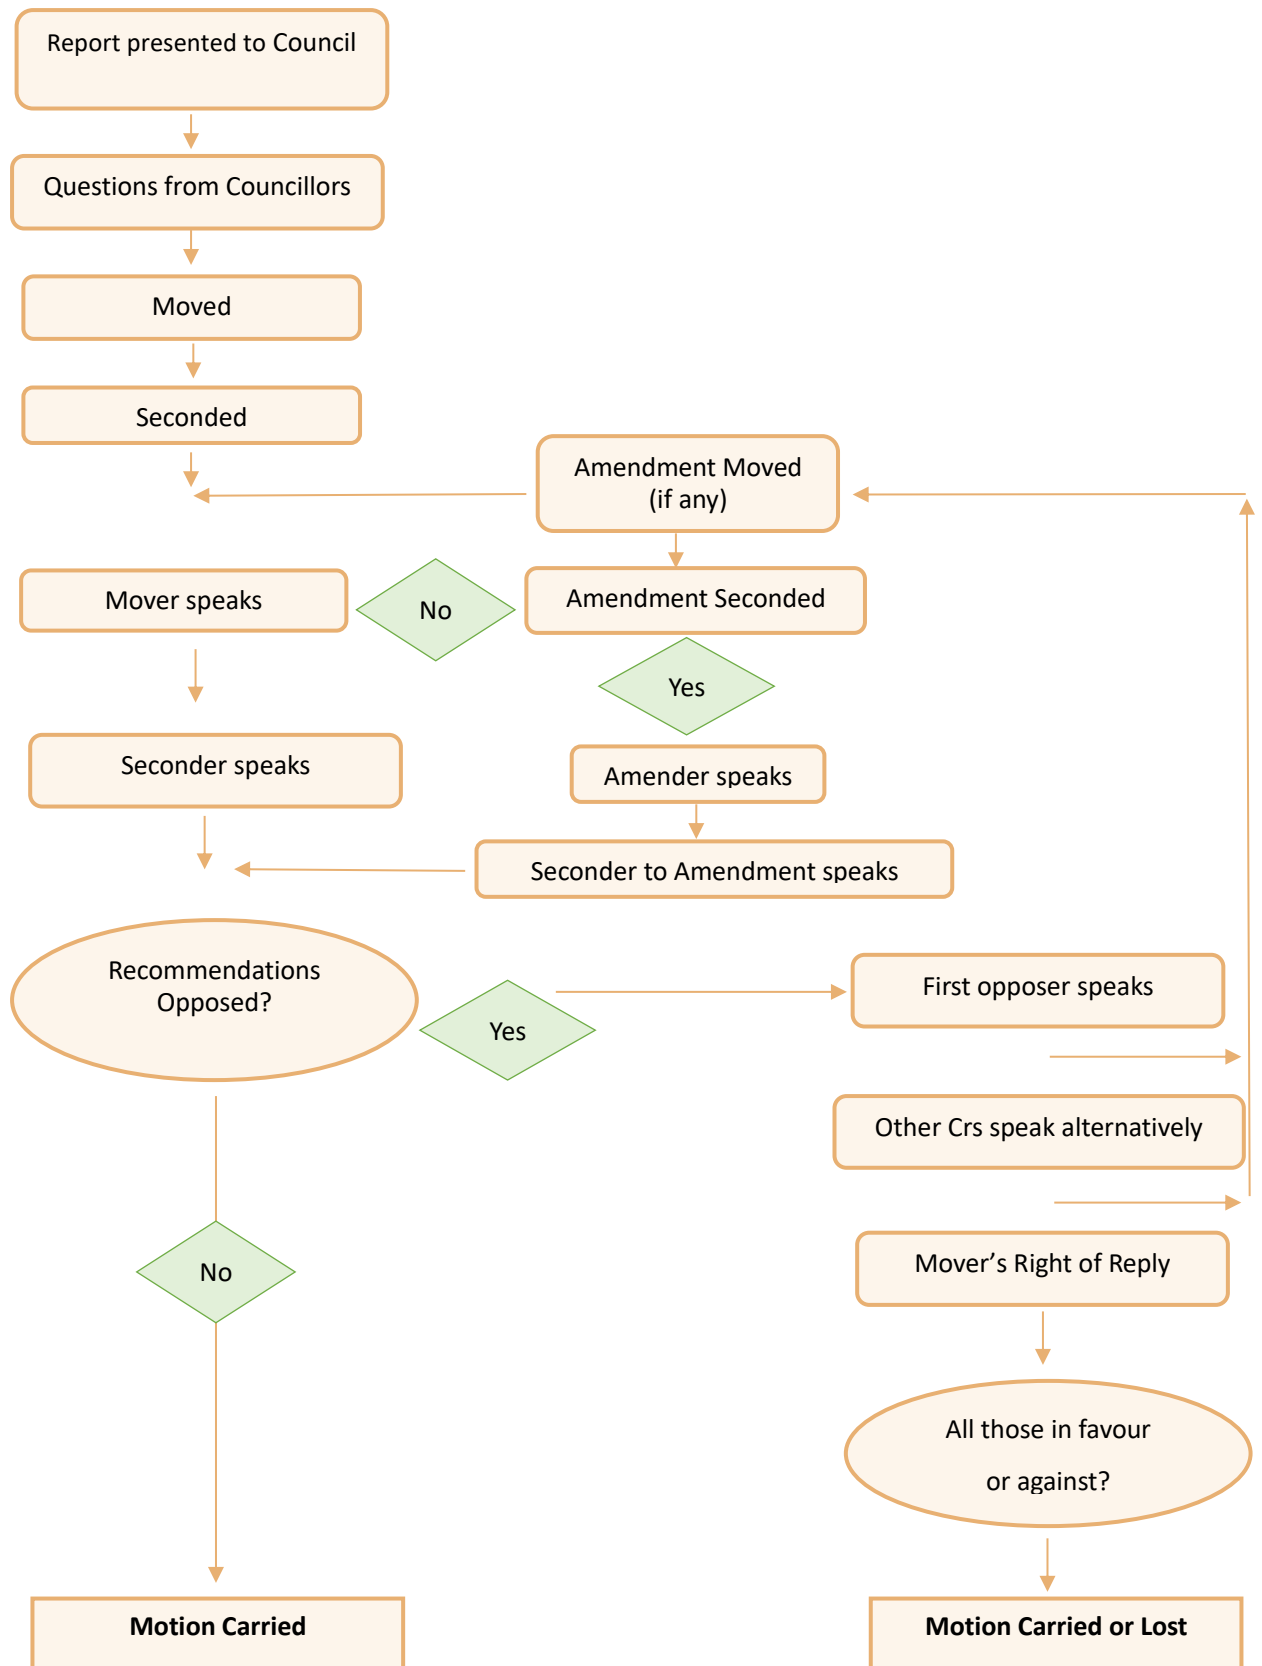 Report presented to Council
Questions from Councillors
Moved
Seconded
Amendment Moved
(if any)
Mover speaks
No
Amendment Seconded
Yes
Seconder speaks
Amender speaks
Seconder to Amendment speaks
Recommendations
Opposed?
Yes
First opposer speaks
Other Crs speak alternatively
No
Mover’s Right of Reply
All those in favour
or against?
Motion Carried
Motion Carried or Lost